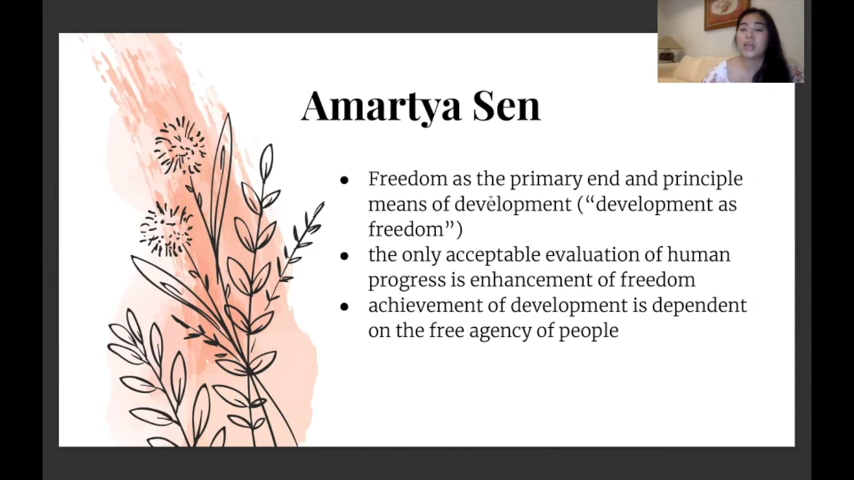 Amartya Sen
● Freedom as the primary end and principle
means of development (“development as
freedom”)
● the only acceptable evaluation of human
progress is enhancement of freedom
● achievement of development is dependent
on the free agency of people